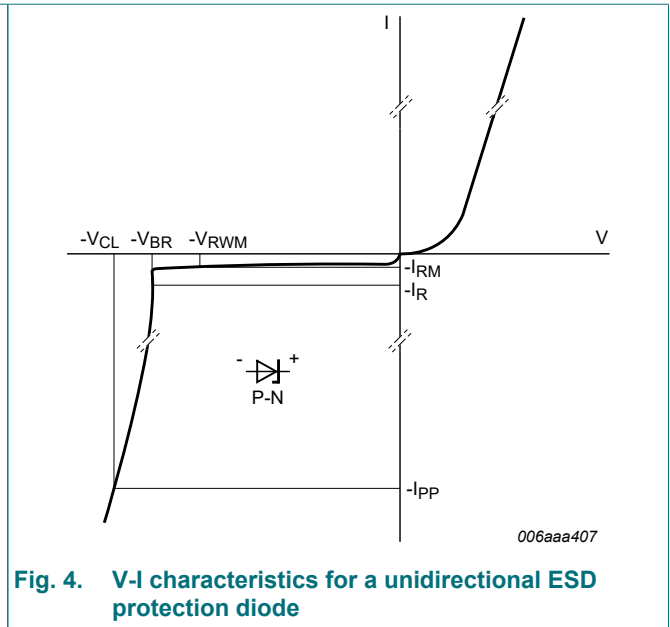 I
-VCL -VBR -VRWM
V
-IRM
-IR
- +
P-N
-IPP
006aaa407
Fig. 4. V-I characteristics for a unidirectional ESD
protection diode